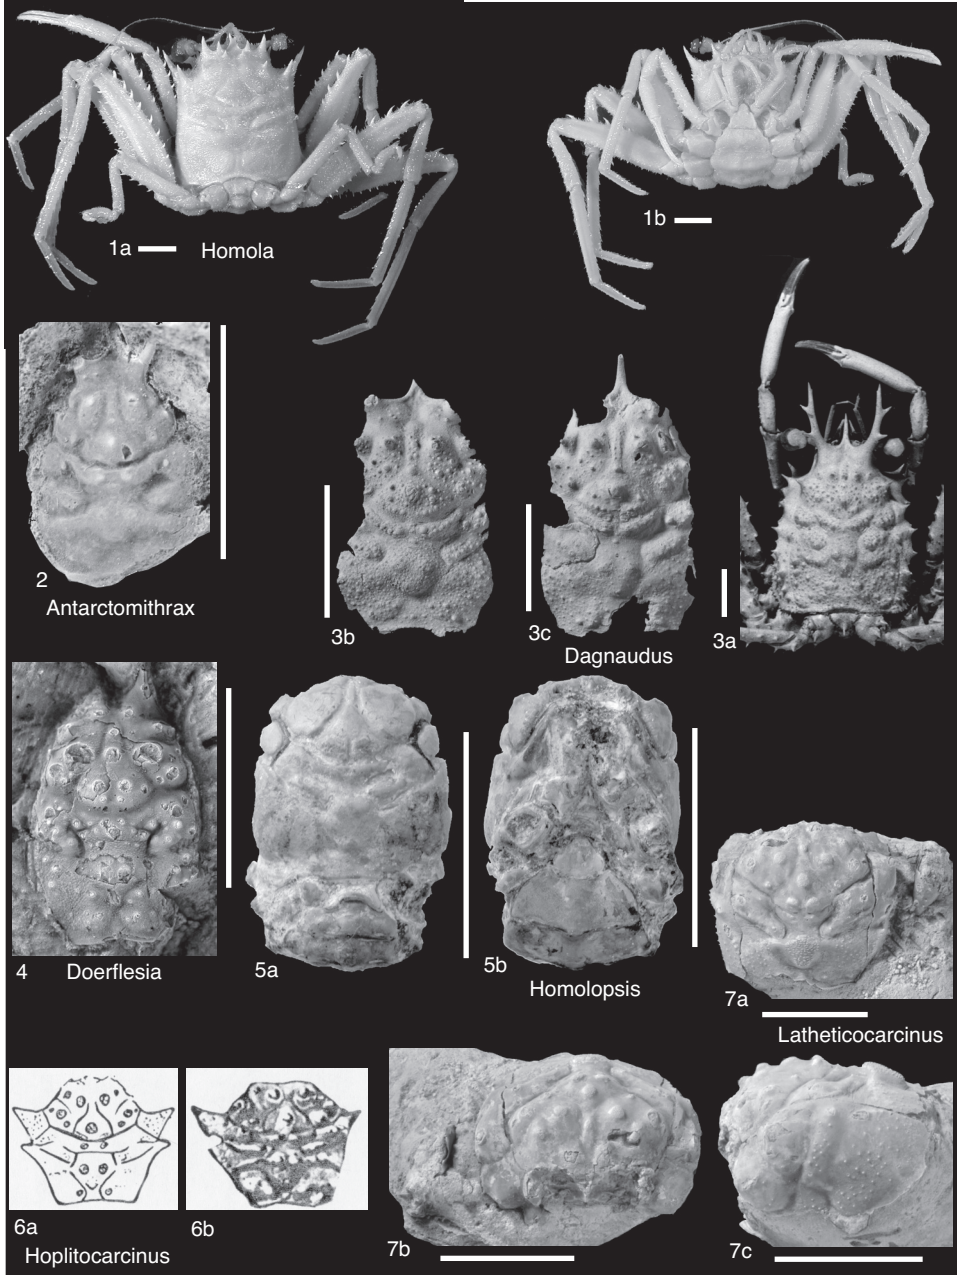 1a
Homola
1b
2
Antarctomithrax
3b
3c
3a
Dagnaudus
4
Doerflesia
5a
5b
Homolopsis
7a
Latheticocarcinus
6a
6b
Hoplitocarcinus
7b
7c